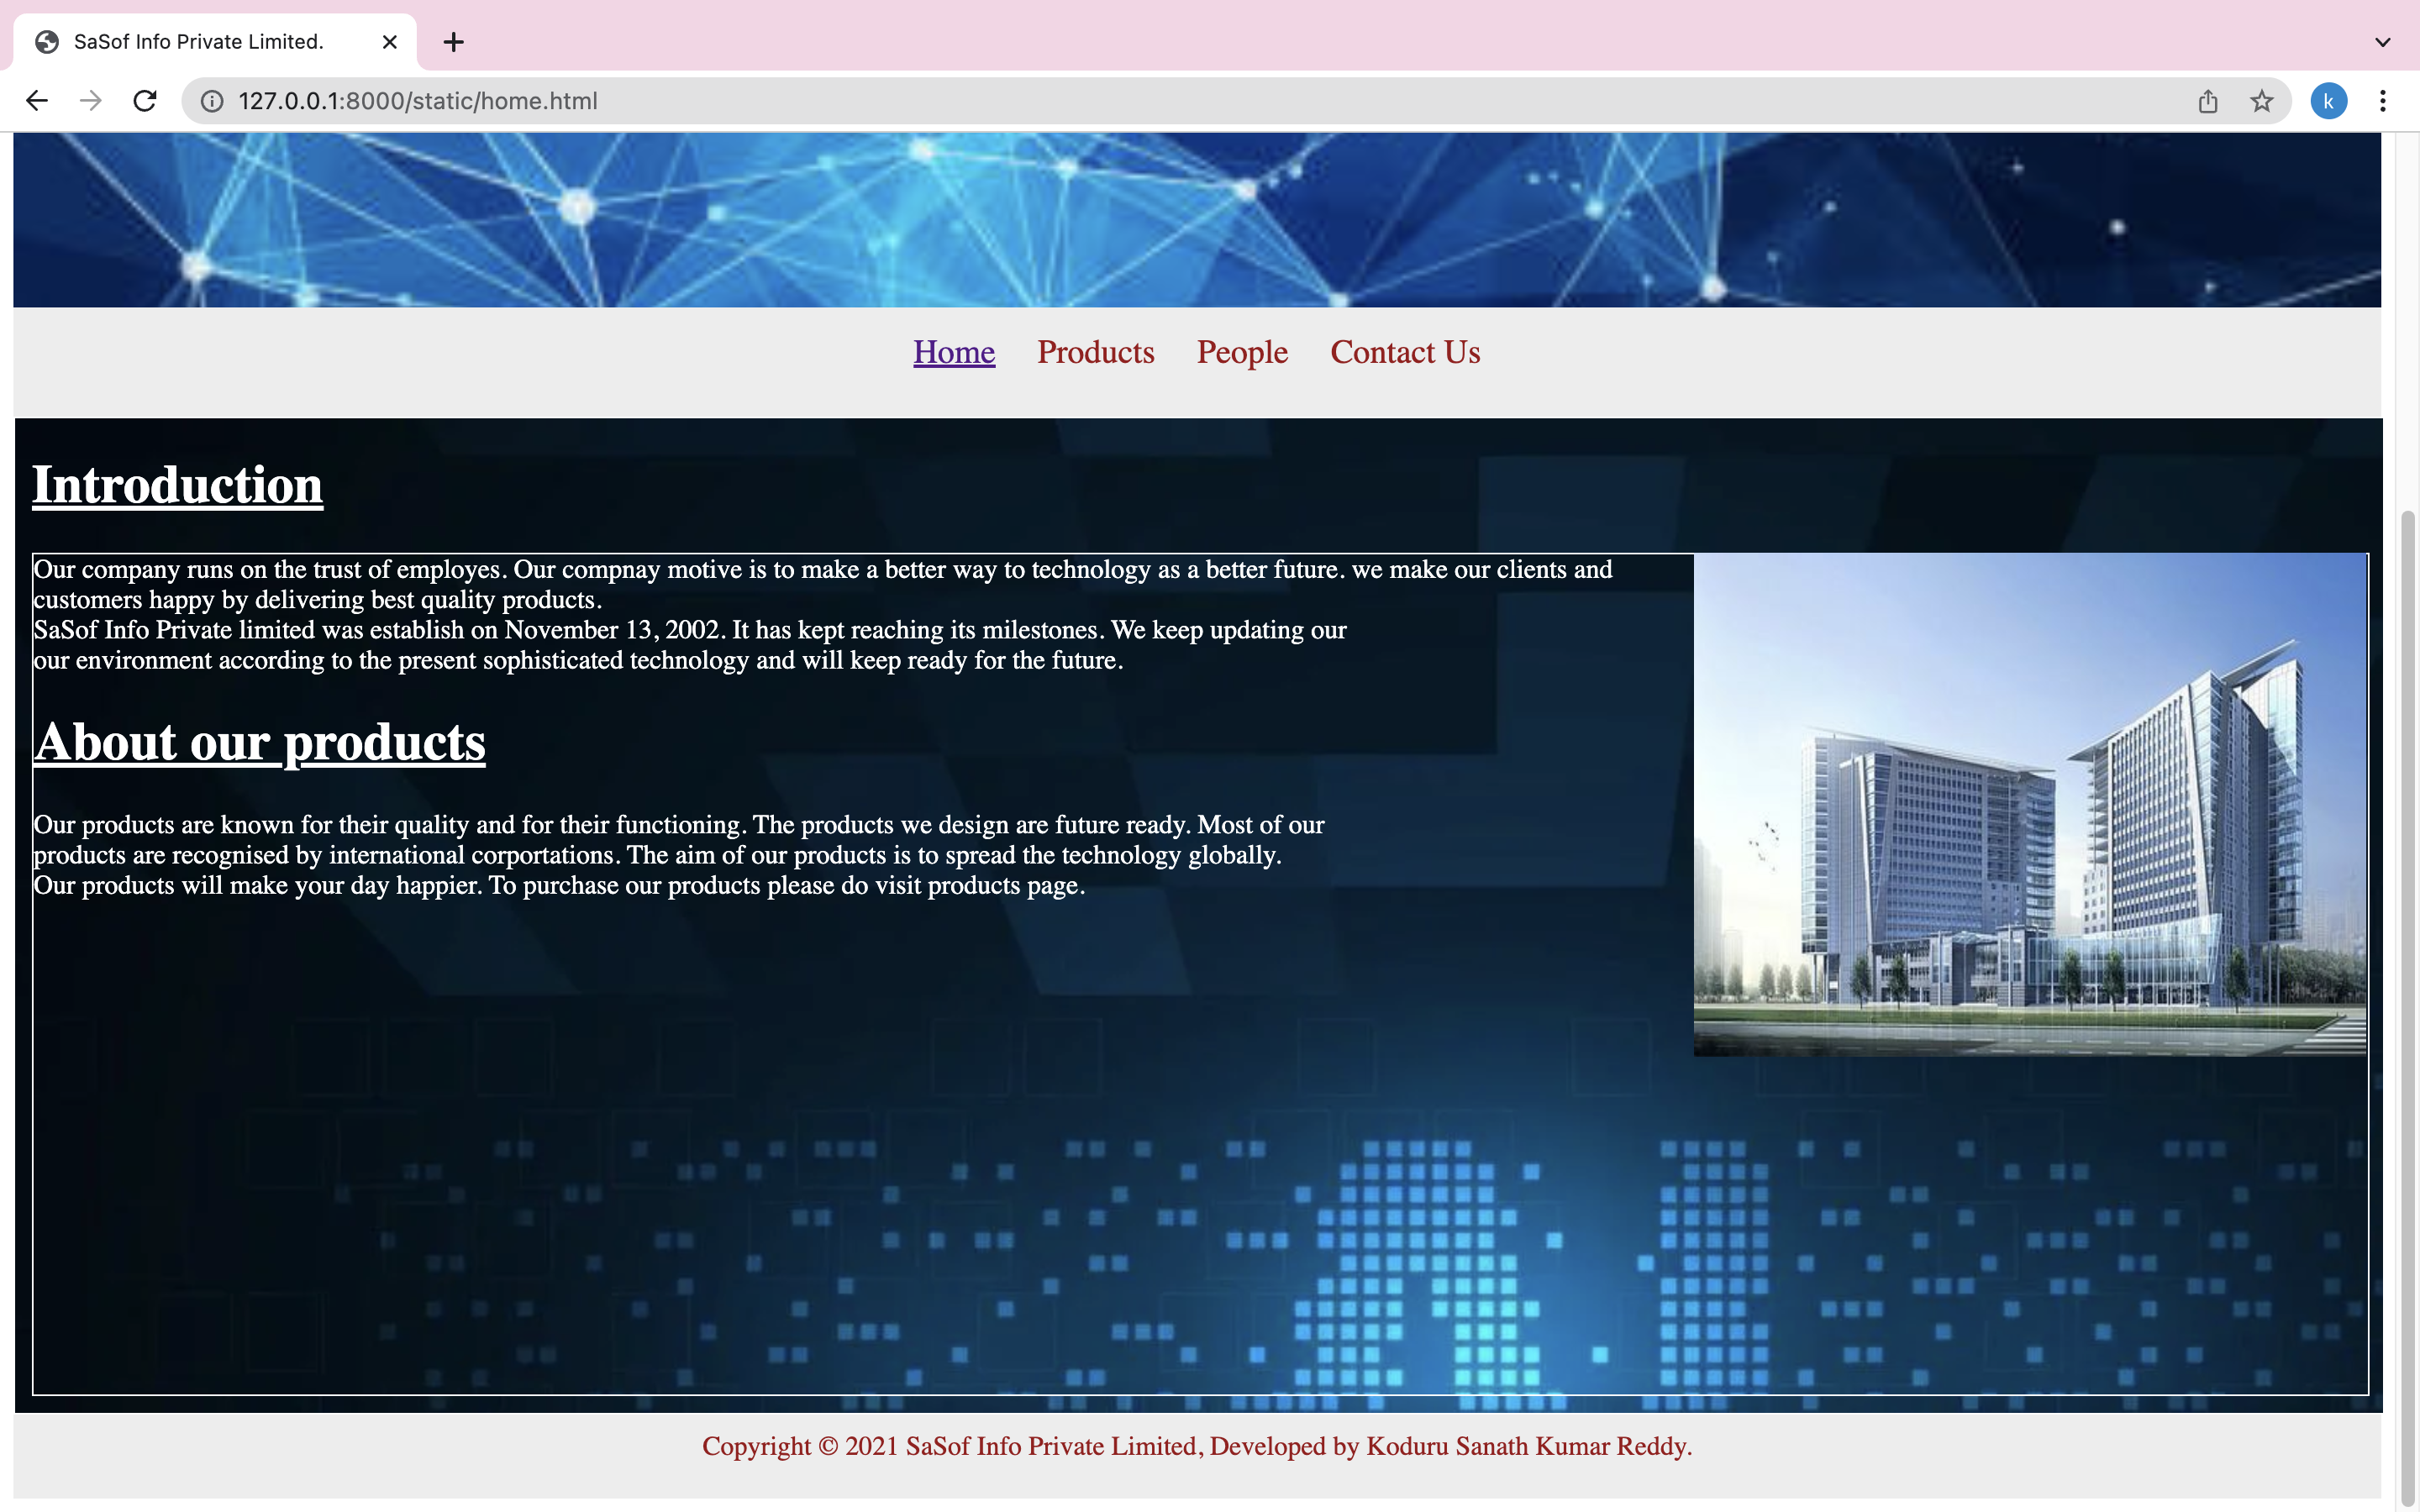 SaSof Info Private Limited.
127.0.0.1:8000/static/home.html
k
Home Products People Contact Us
Introduction
Our company runs on the trust of employes. Our compnay motive is to make a better way to technology as a better future. we make our clients and
customers happy by delivering best quality products.
SaSof Info Private limited was establish on November 13, 2002. It has kept reaching its milestones. We keep updating our
our environment according to the present sophisticated technology and will keep ready for the future.
About our products
Our products are known for their quality and for their functioning. The products we design are future ready. Most of our
products are recognised by international corportations. The aim of our products is to spread the technology globally.
Our products will make your day happier. To purchase our products please do visit products page.
Copyright © 2021 SaSof Info Private Limited, Developed by Koduru Sanath Kumar Reddy.